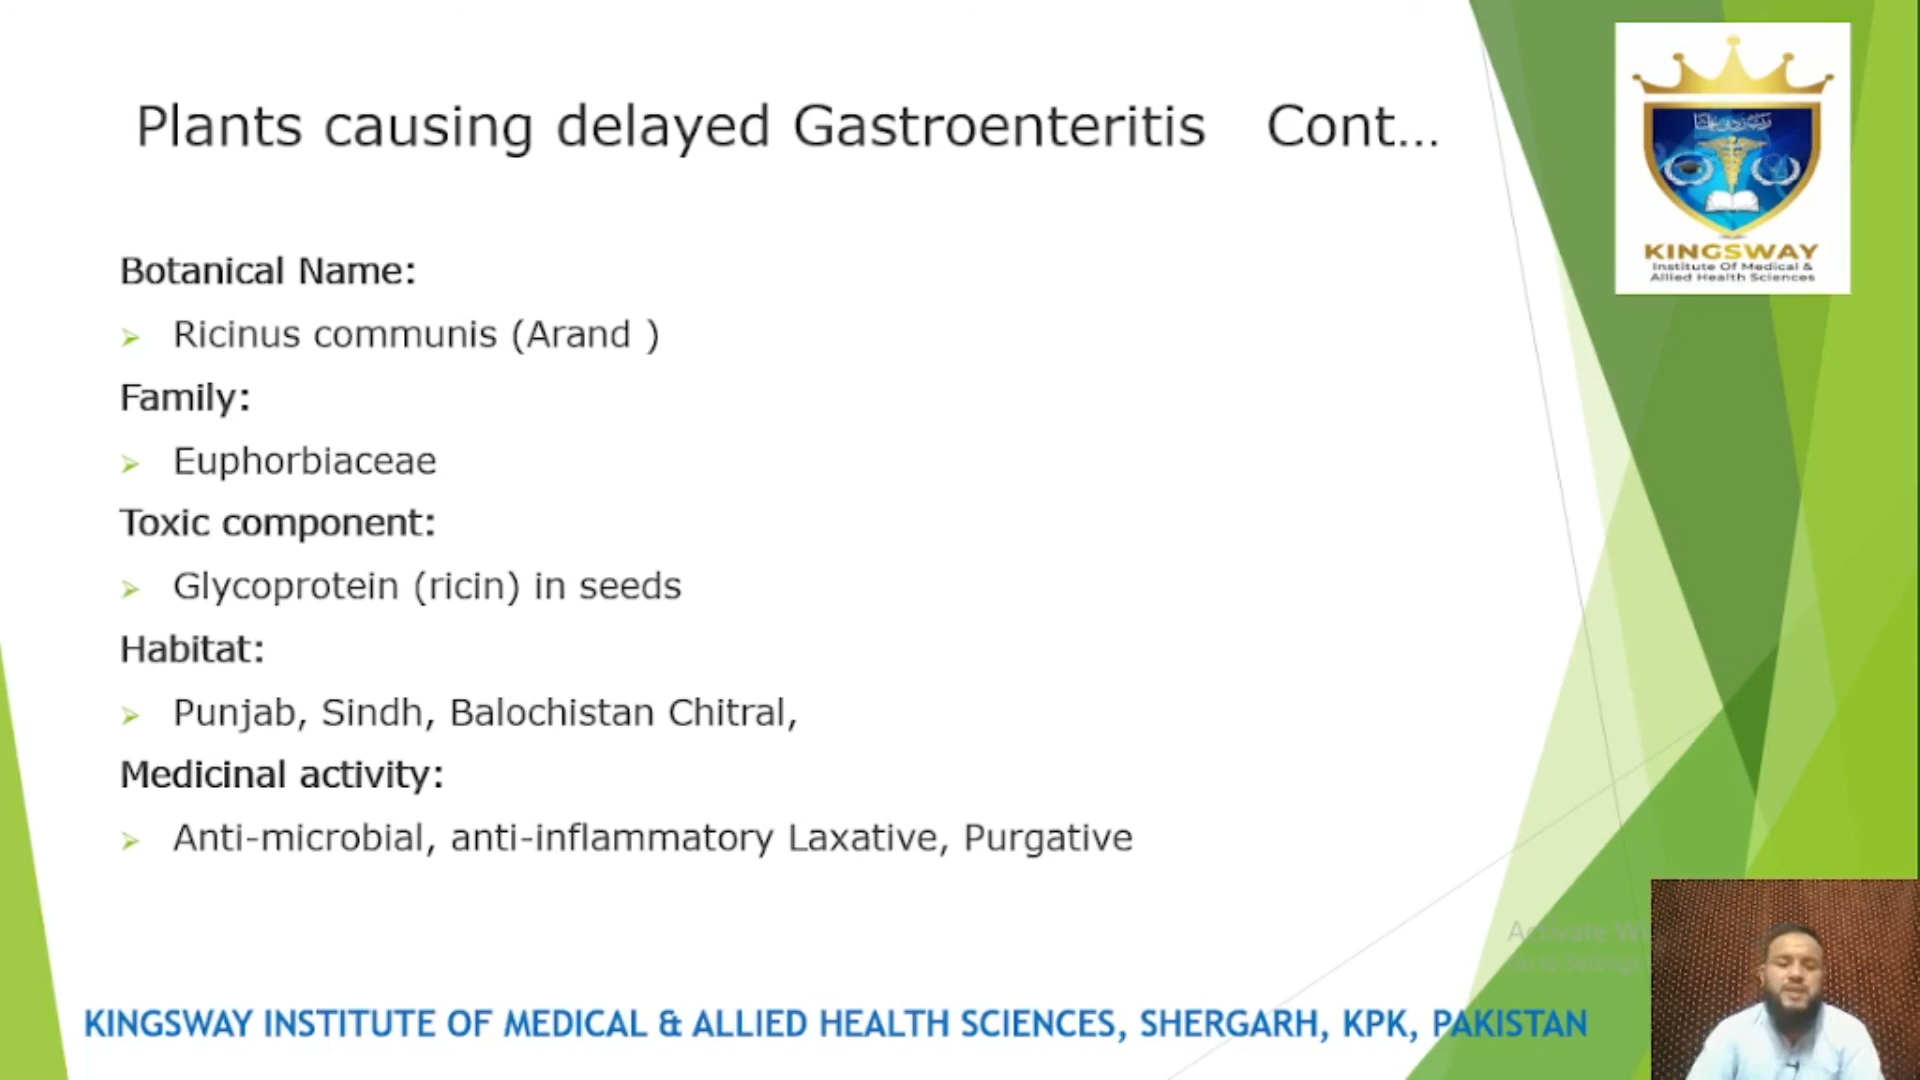 Plants causing delayed Gastroenteritis Cont...
KINGSWAY
Institute Of Medical &
Allied Health Sciences
Botanical Name:
Ricinus communis (Arand )
Family:
Euphorbiaceae
Toxic component:
Glycoprotein (ricin) in seeds
Habitat:
Punjab, Sindh, Balochistan Chitral,
Medicinal activity:
Anti-microbial, anti-inflammatory Laxative, Purgative
Activate
KINGSWAY INSTITUTE OF MEDICAL & ALLIED HEALTH SCIENCES, SHERGARH, KPK, PAKISTAN